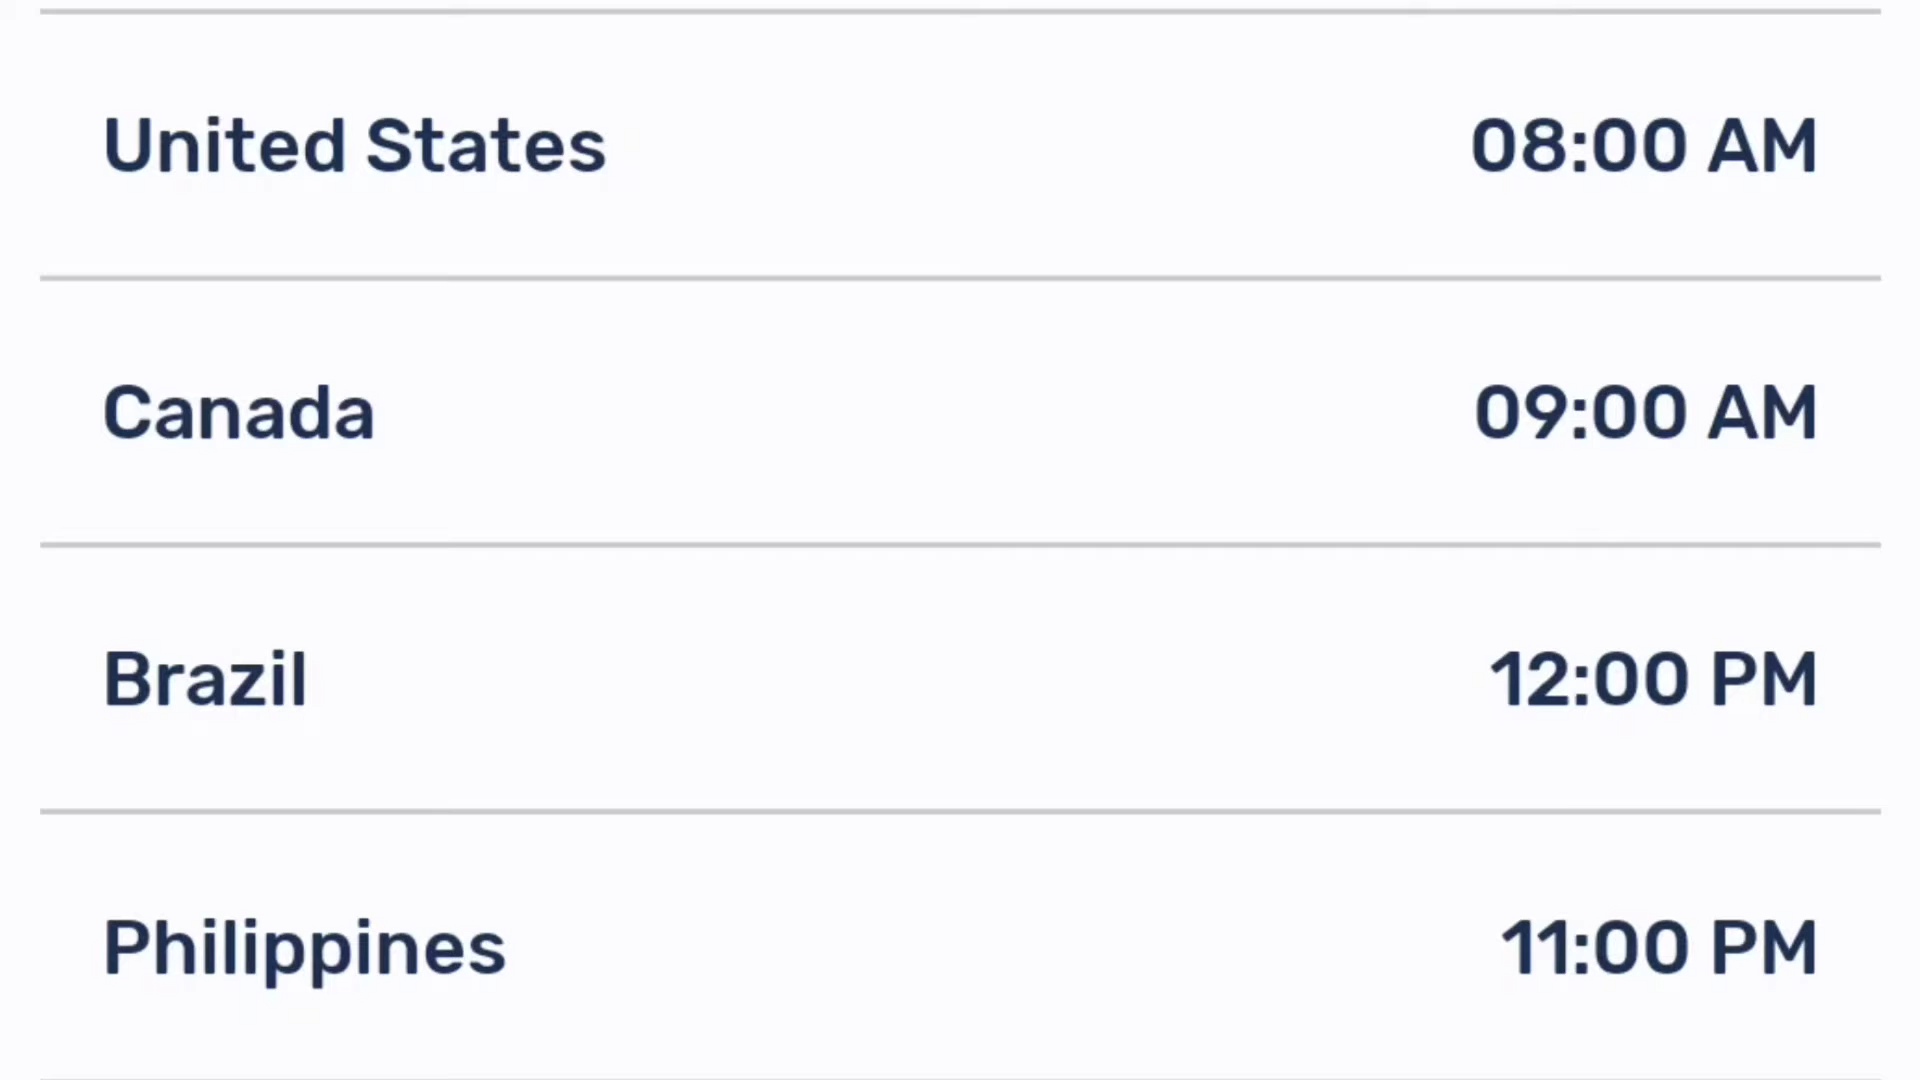 United States 08:00 AM
Canada 09:00 AM
Brazil 12:00 PM
Philippines 11:00 PM